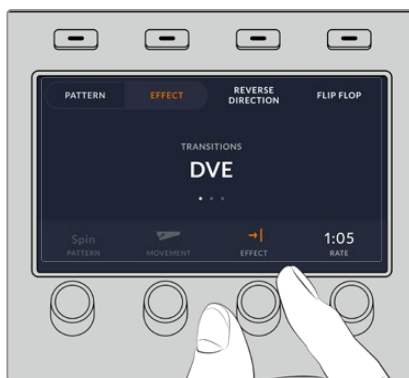 PATTERN
EFFECT
REVERSE
DIRECTION
FLIP FLOP
TRANSITIONS
DVE
Spin
PATTERN
MOVEMENT
EFFECT
1:05
RATE